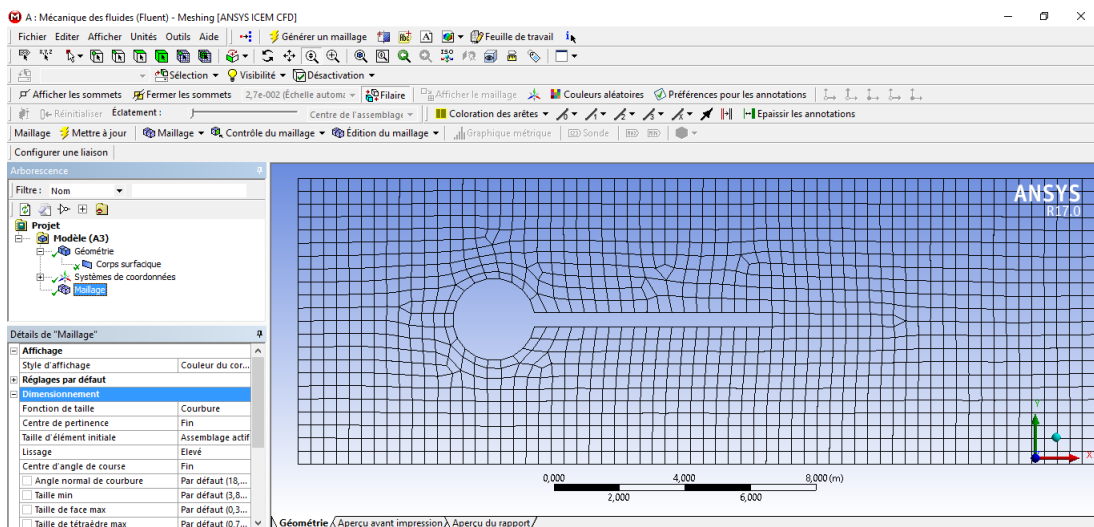 A : Mécanique des fluides (Fluent) - Meshing [ANSYS ICEM CFD]
Fichier Editer Afficher Unités Outils Aide Générer un maillage A Feuille de travail
ISO
Sélection Visibilité Désactivation
Afficher les sommets Fermer les sommets 2,7e-002 (Échelle automa Filaire Afficher le maillage Couleurs aléatoires Préférences pour les annotations
Réinitialiser Éclatement : Centre de l'assemblag Coloration des arêtes Epaissir les annotations
Maillage Mettre à jour Maillage Contrôle du maillage Édition du maillage Graphique métrique Sonde
Configurer une liaison
Arborescence
Filtre : Nom
Projet
Modèle (A3)
Géométrie
Corps surfacique
Systèmes de coordonnées
Maillage
Détails de "Maillage"
Affichage
Style d'affichage Couleur du cor...
Réglages par défaut
Dimensionnement
Fonction de taille Courbure
Centre de pertinence Fin
Taille d'élément initiale Assemblage actif
Lissage Elevé
Centre d'angle de course Fin
Angle normal de courbure Par défaut (18,...
Taille min Par défaut (3,8...
Taille de face max Par défaut (0,3...
Taille de tétraèdre max Par défaut (0,7...
ANSYS
R17.0
Y
X
0,000 4,000 8,000 (m)
2,000 6,000
Géométrie Aperçu avant impression Aperçu du rapport